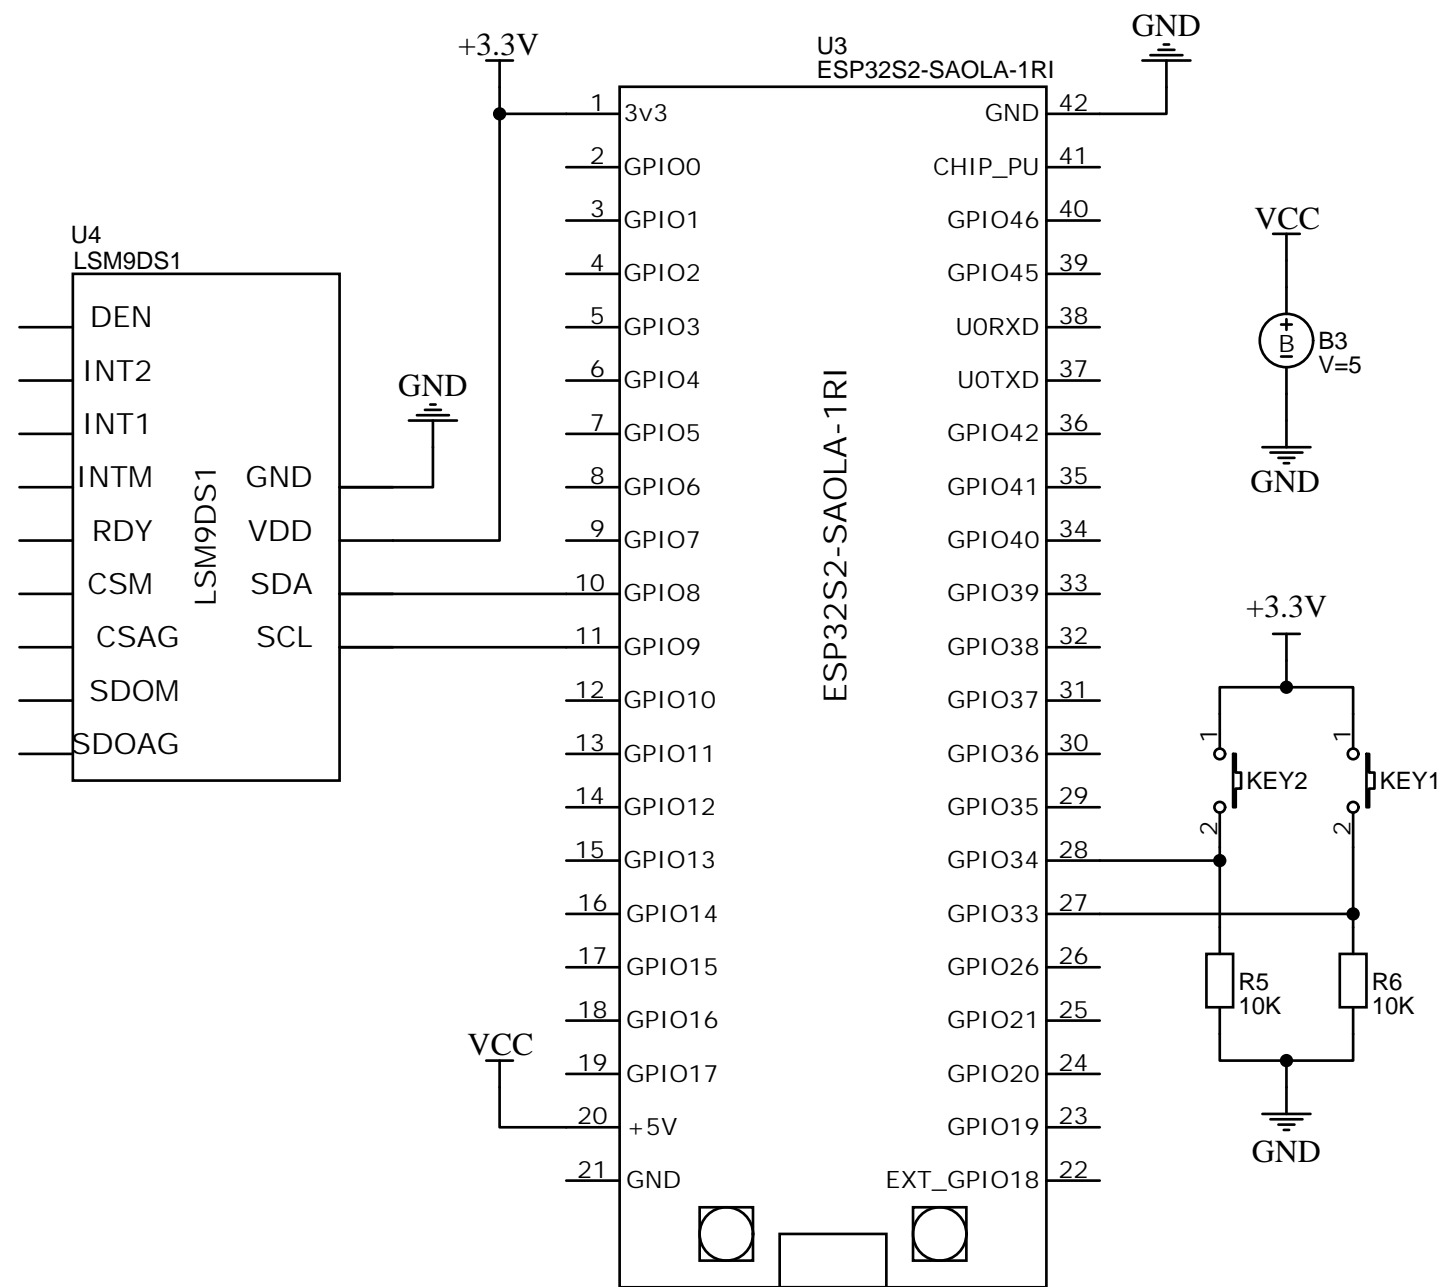 GND
+3.3V
U3
ESP32S2-SAOLA-1RI
1 3v3 GND 42
2 GPIO0 CHIP_PU 41
3 GPIO1 GPIO46 40
4 GPIO2 GPIO45 39
5 GPIO3 U0RXD 38
6 GPIO4 U0TXD 37
7 GPIO5 GPIO42 36
8 GPIO6 GPIO41 35
9 GPIO7 GPIO40 34
10 GPIO8 GPIO39 33
11 GPIO9 GPIO38 32
12 GPIO10 GPIO37 31
13 GPIO11 GPIO36 30
14 GPIO12 GPIO35 29
15 GPIO13 GPIO34 28
16 GPIO14 GPIO33 27
17 GPIO15 GPIO26 26
18 GPIO16 GPIO21 25
19 GPIO17 GPIO20 24
20 +5V GPIO19 23
21 GND EXT_GPIO18 22
ESP32S2-SAOLA-1RI
U4
LSM9DS1
DEN
INT2
INT1
INTM GND
RDY VDD
CSM SDA
CSAG SCL
SDOM
SDOAG
LSM9DS1
GND
VCC
VCC
+
B
B3
V=5
GND
+3.3V
1 1
KEY2 KEY1
2 2
R5 R6
10K 10K
GND